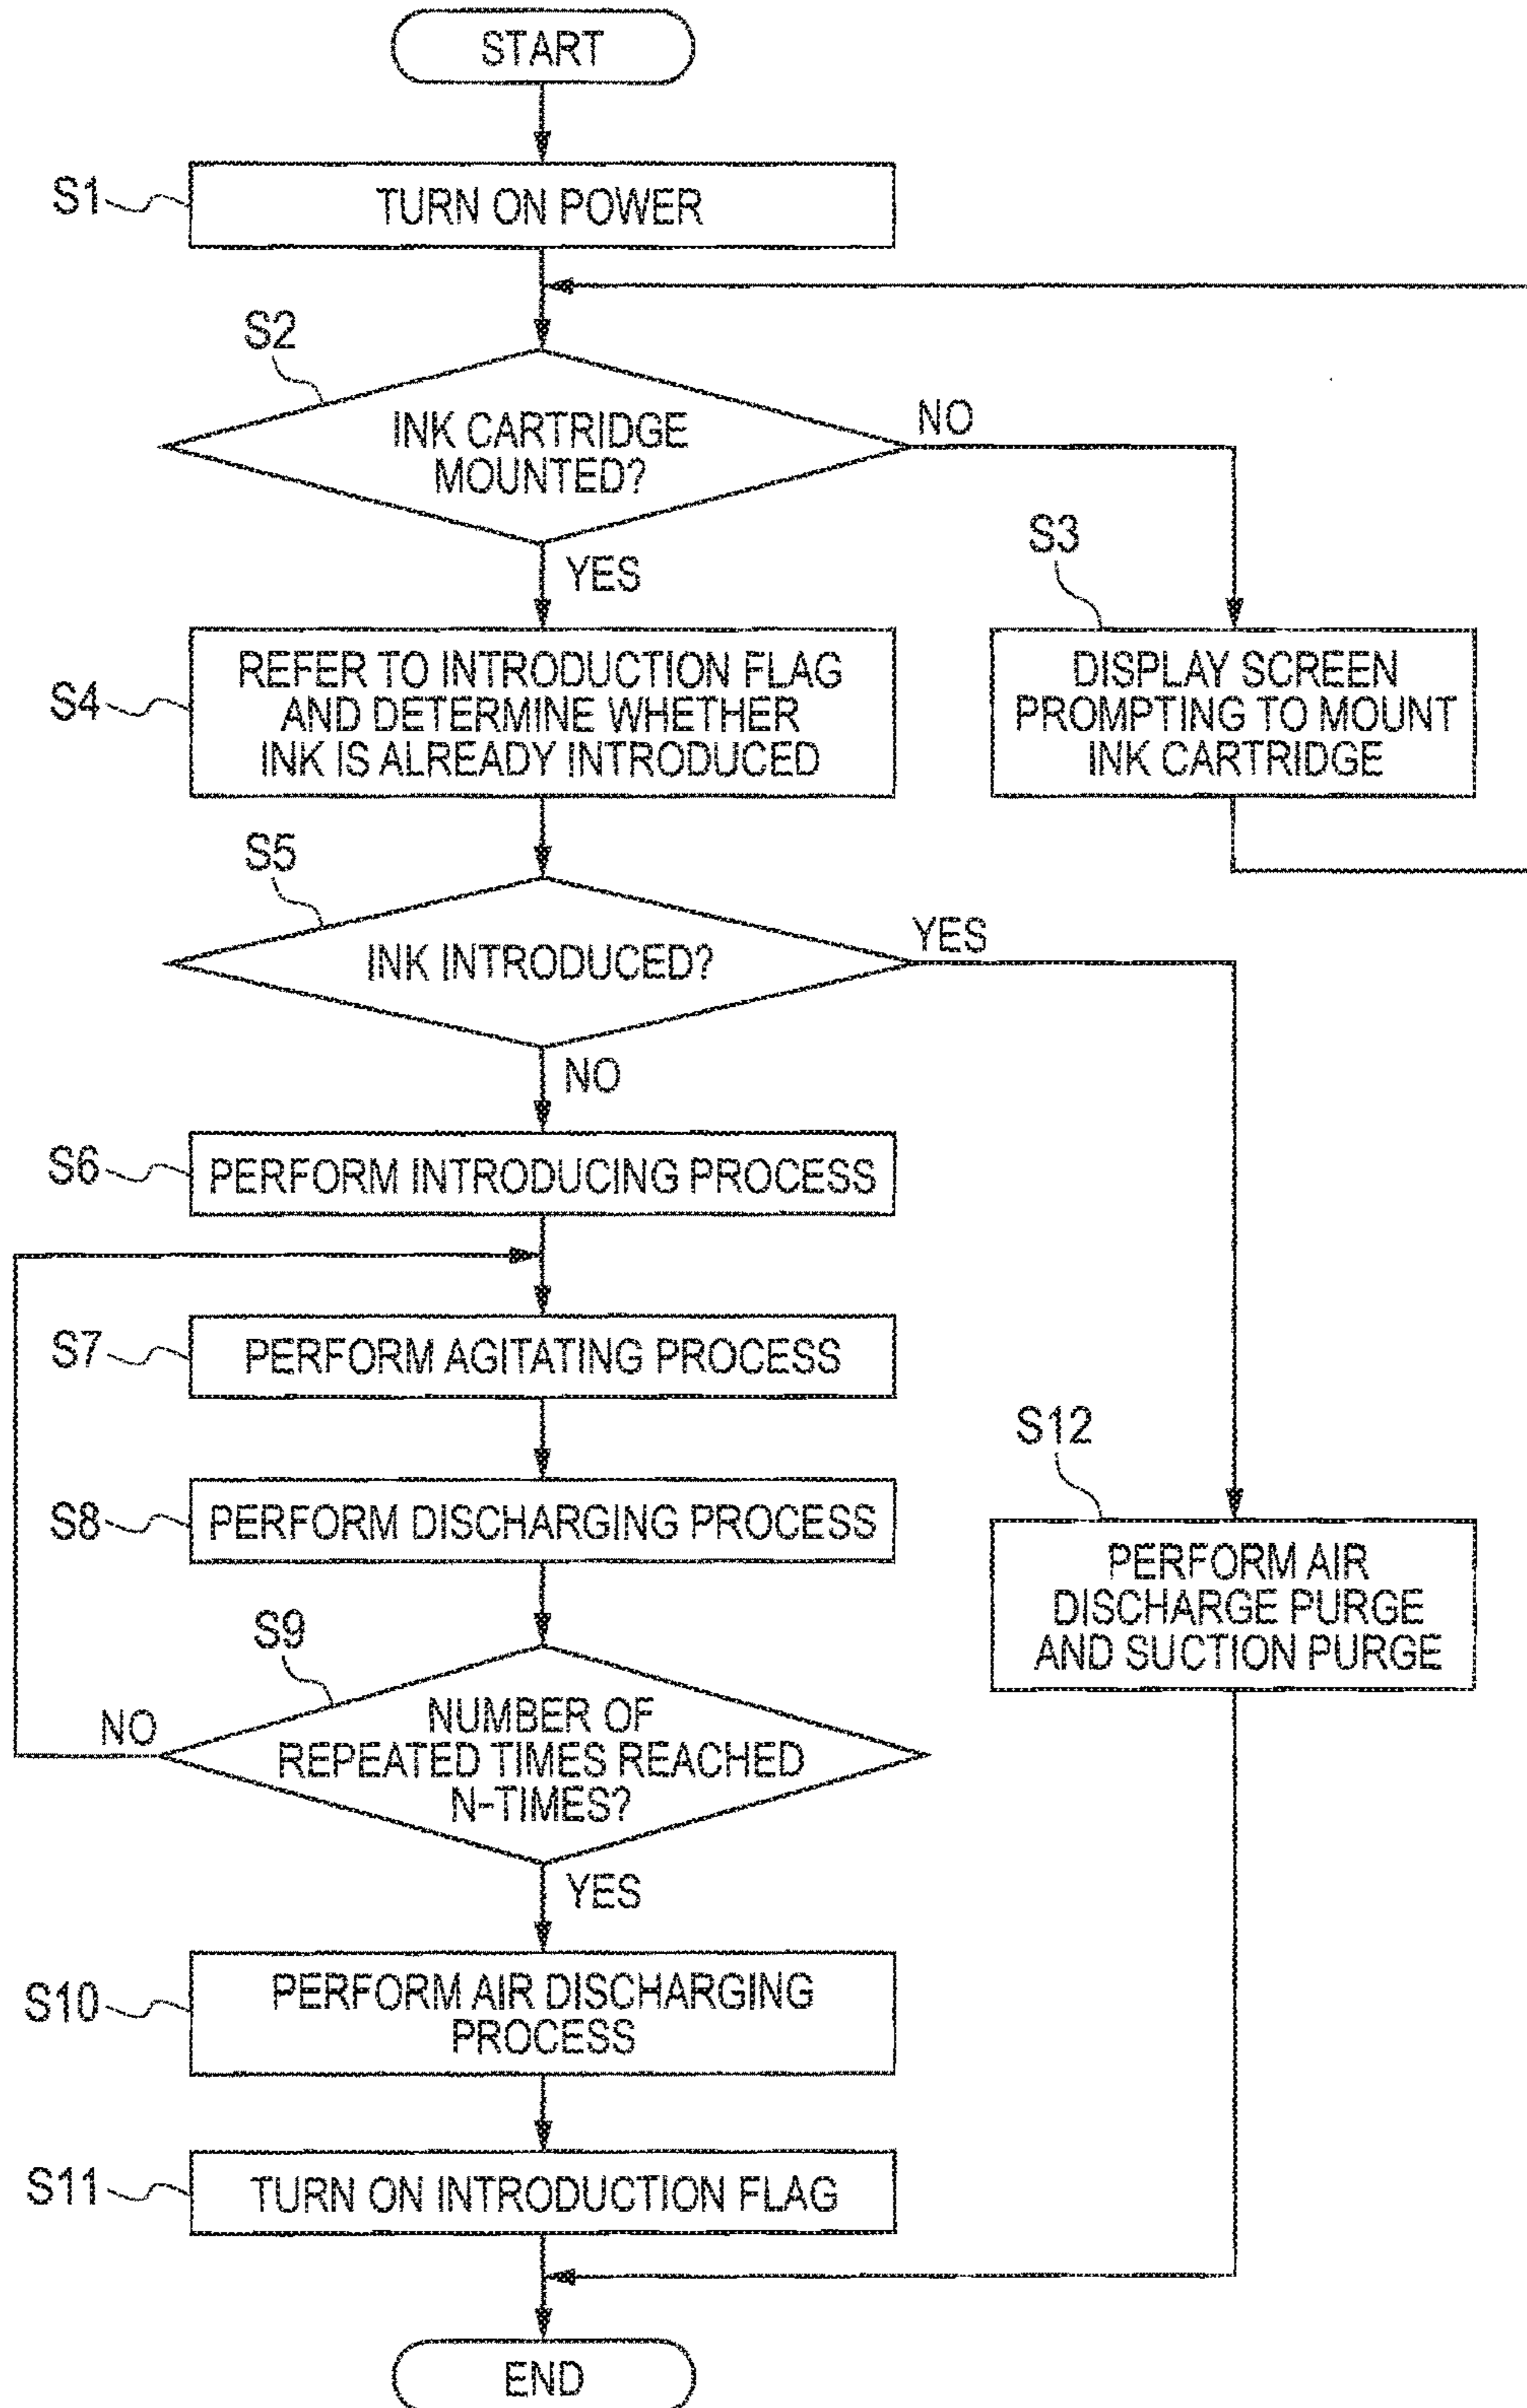 START
S1
TURN ON POWER
S2
INK CARTRIDGE
MOUNTED?
NO
YES
S3
DISPLAY SCREEN
PROMPTING TO MOUNT
INK CARTRIDGE
S4
REFER TO INTRODUCTION FLAG
AND DETERMINE WHETHER
INK IS ALREADY INTRODUCED
S5
INK INTRODUCED?
YES
NO
S6
PERFORM INTRODUCING PROCESS
S7
PERFORM AGITATING PROCESS
S8
PERFORM DISCHARGING PROCESS
S12
PERFORM AIR
DISCHARGE PURGE
AND SUCTION PURGE
S9
NUMBER OF
REPEATED TIMES REACHED
N-TIMES?
NO
YES
S10
PERFORM AIR DISCHARGING
PROCESS
S11
TURN ON INTRODUCTION FLAG
END